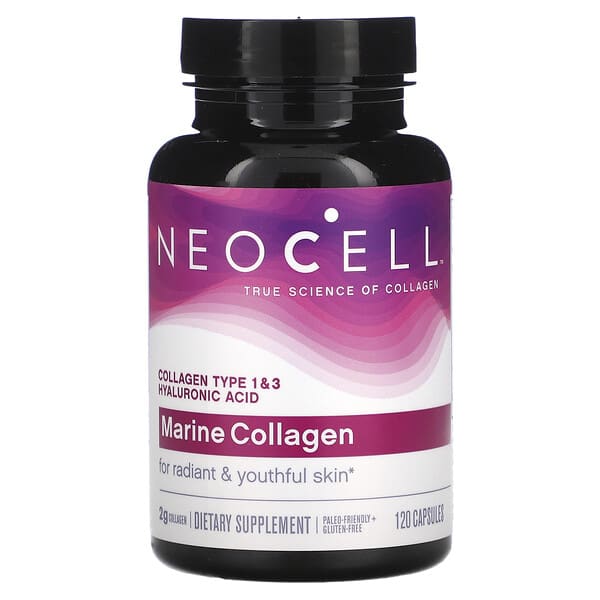 NEOCELL™
TRUE SCIENCE OF COLLAGEN
COLLAGEN TYPE 1&3
HYALURONIC ACID
Marine Collagen
for radiant & youthful skin*
2g COLLAGEN
DIETARY SUPPLEMENT
PALEO-FRIENDLY+
GLUTEN-FREE
120 CAPSULES